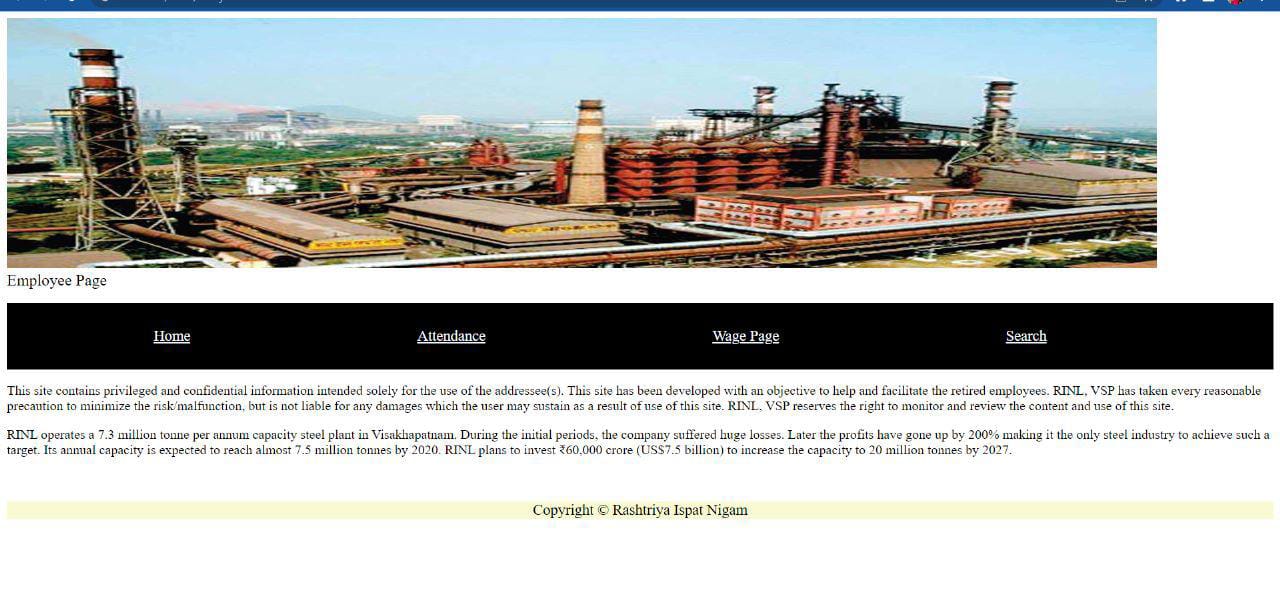 Employee Page
Home Attendance Wage Page Search
This site contains privileged and confidential information intended solely for the use of the addressee(s). This site has been developed with an objective to help and facilitate the retired employees. RINL, VSP has taken every reasonable
precaution to minimize the risk/malfunction, but is not liable for any damages which the user may sustain as a result of use of this site. RINL, VSP reserves the right to monitor and review the content and use of this site.
RINL operates a 7.3 million tonne per annum capacity steel plant in Visakhapatnam. During the initial periods, the company suffered huge losses. Later the profits have gone up by 200% making it the only steel industry to achieve such a
target. Its annual capacity is expected to reach almost 7.5 million tonnes by 2020. RINL plans to invest ₹60,000 crore (US$7.5 billion) to increase the capacity to 20 million tonnes by 2027.
Copyright © Rashtriya Ispat Nigam